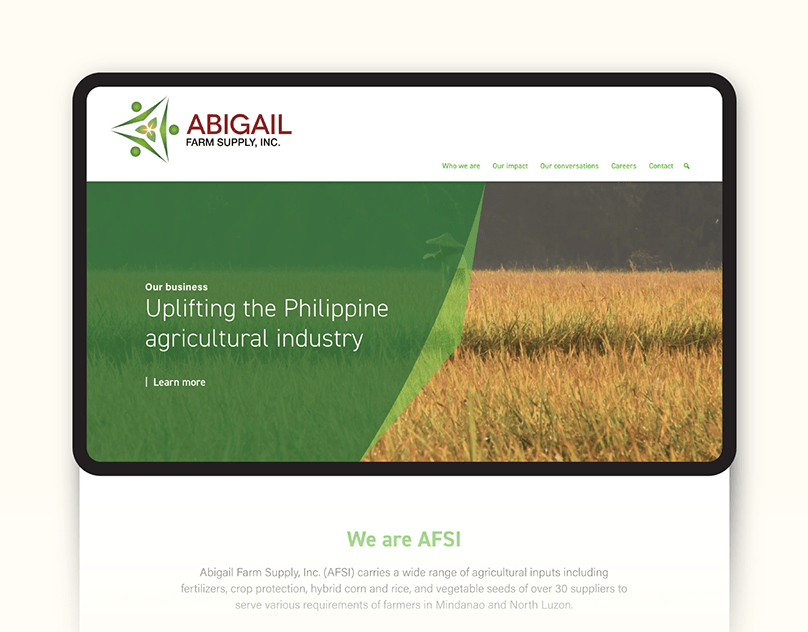 ABIGAIL
FARM SUPPLY, INC.
Who we are Our impact Our conversations Careers Contact
Our business
Uplifting the Philippine
agricultural industry
| Learn more
We are AFSI
Abigail Farm Supply, Inc. (AFSI) carries a wide range of agricultural inputs including
fertilizers, crop protection, hybrid corn and rice, and vegetable seeds of over 30 suppliers to
serve various requirements of farmers in Mindanao and North Luzon.